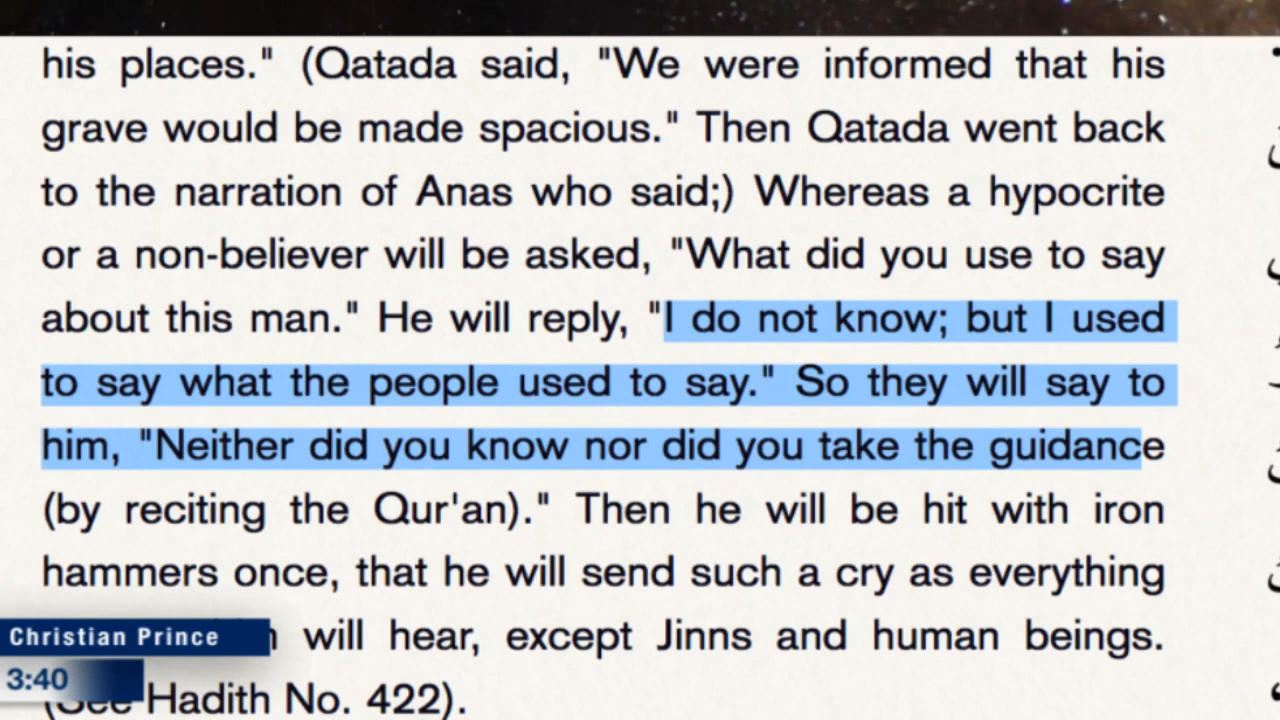 his places." (Qatada said, "We were informed that his
grave would be made spacious." Then Qatada went back
to the narration of Anas who said;) Whereas a hypocrite
or a non-believer will be asked, "What did you use to say
about this man." He will reply, "I do not know; but I used
to say what the people used to say." So they will say to
him, "Neither did you know nor did you take the guidance
(by reciting the Qur'an)." Then he will be hit with iron
hammers once, that he will send such a cry as everything
will hear, except Jinns and human beings.
(See Hadith No. 422).
Christian Prince
3:40